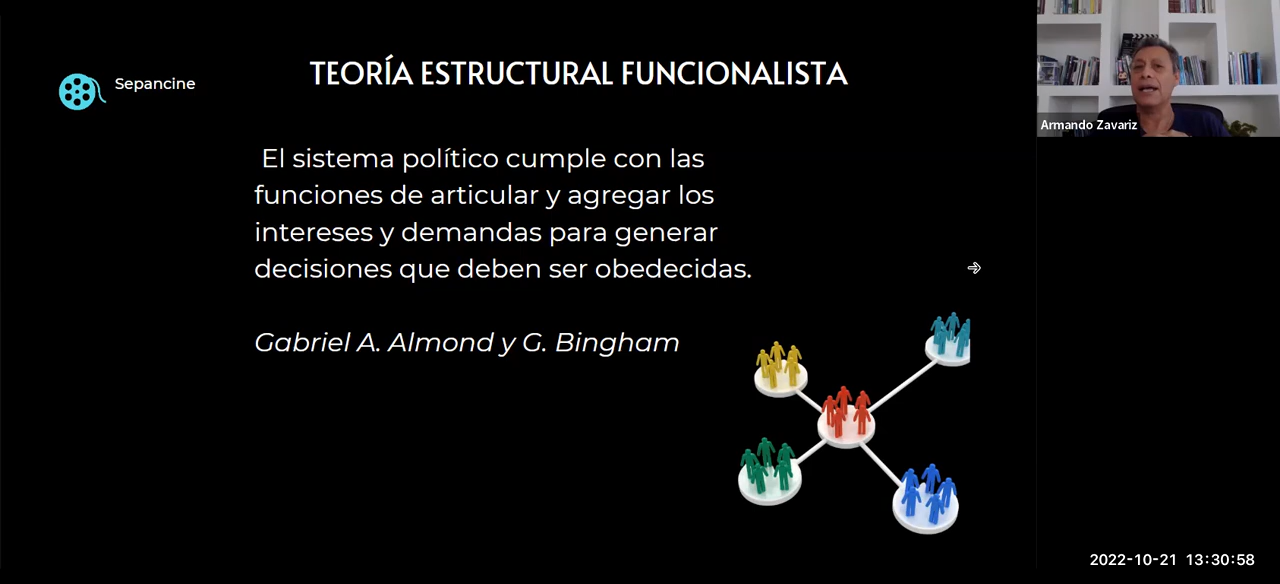 Sepancine
TEORÍA ESTRUCTURAL FUNCIONALISTA
El sistema político cumple con las
funciones de articular y agregar los
intereses y demandas para generar
decisiones que deben ser obedecidas.
Gabriel A. Almond y G. Bingham
Armando Zavariz
2022-10-21 13:30:58